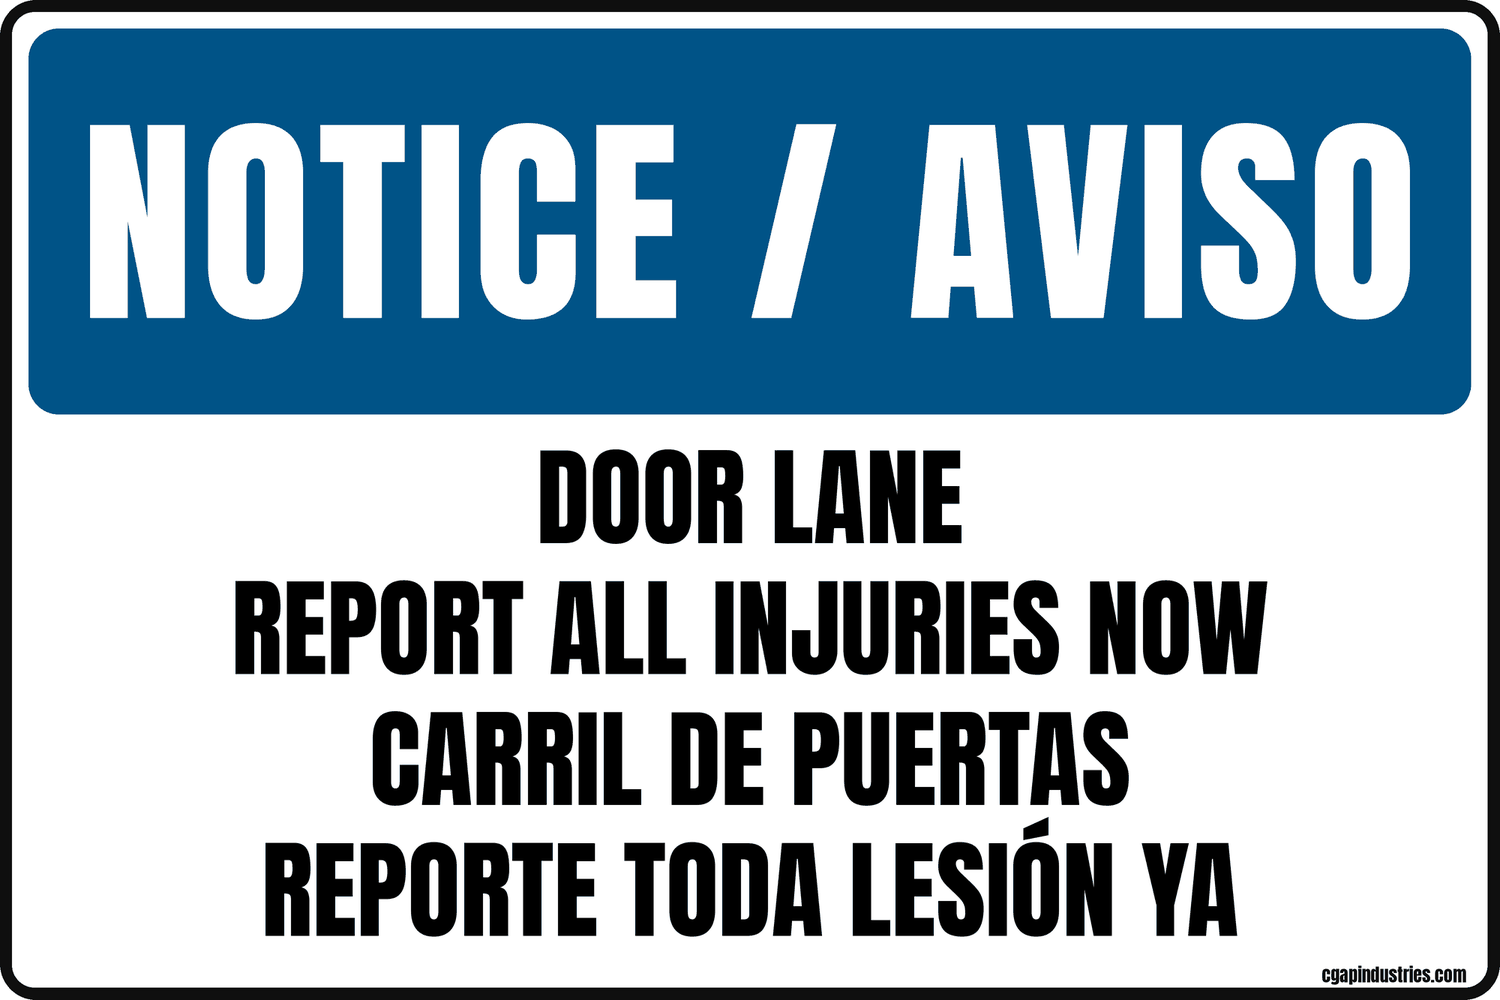 NOTICE / AVISO
DOOR LANE
REPORT ALL INJURIES NOW
CARRIL DE PUERTAS
REPORTE TODA LESIÓN YA
cgapindustries.com